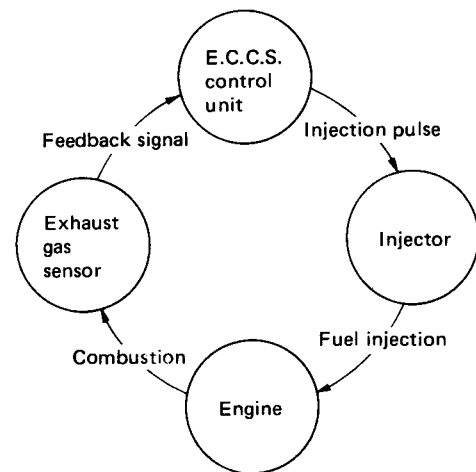 E.C.C.S.
control
unit
Feedback signal
Injection pulse
Exhaust
gas
sensor
Injector
Combustion
Fuel injection
Engine